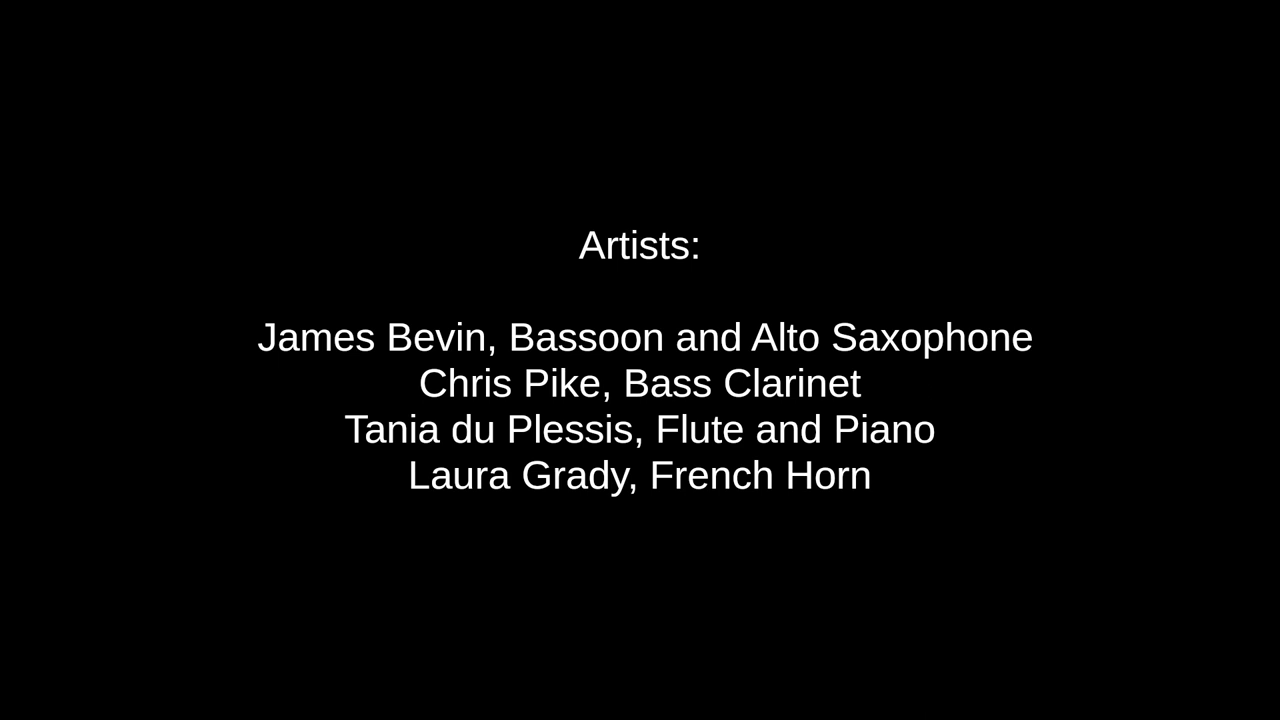 Artists:
James Bevin, Bassoon and Alto Saxophone
Chris Pike, Bass Clarinet
Tania du Plessis, Flute and Piano
Laura Grady, French Horn